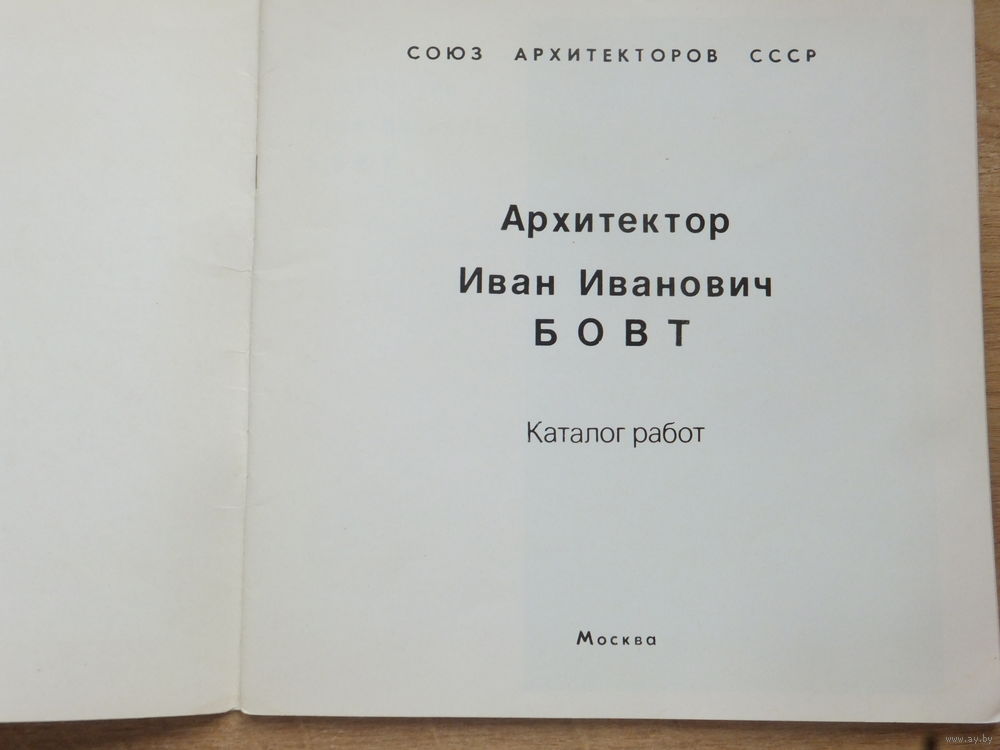 СОЮЗ АРХИТЕКТОРОВ СССР
Архитектор
Иван Иванович
БОВТ
Каталог работ
Москва
www.ay.by